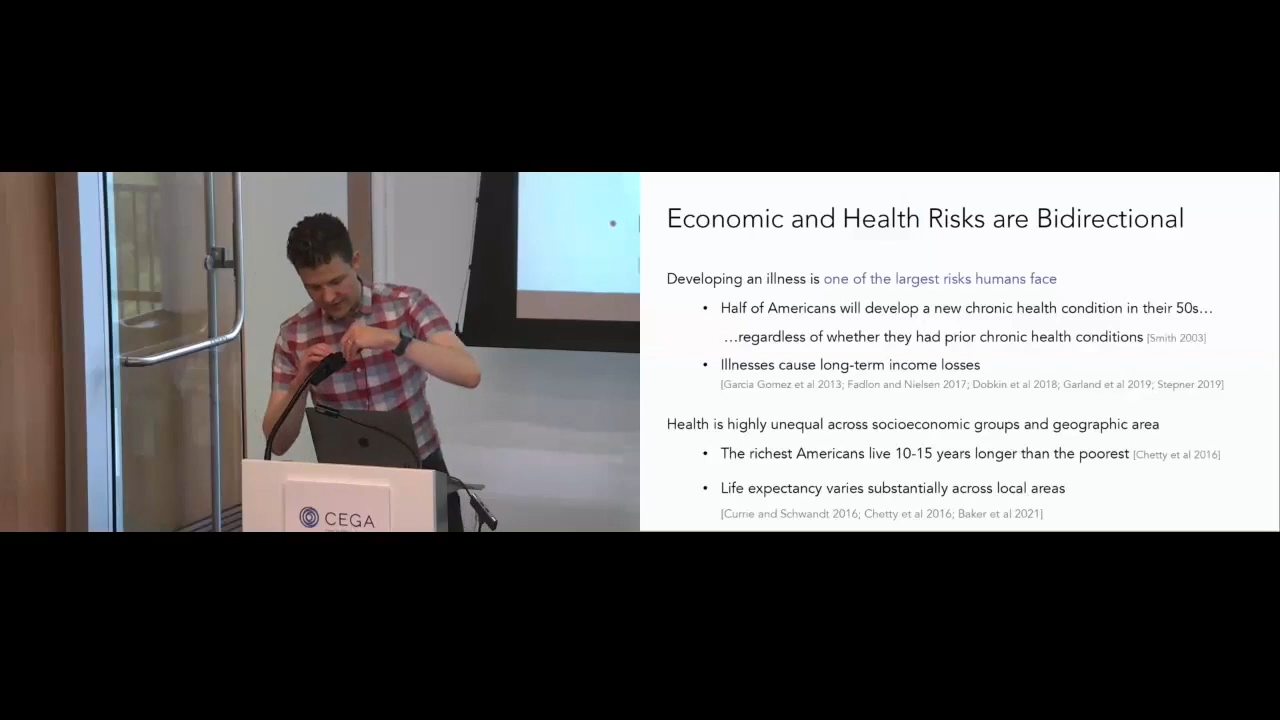 CEGA
Economic and Health Risks are Bidirectional
Developing an illness is one of the largest risks humans face
• Half of Americans will develop a new chronic health condition in their 50s…
…regardless of whether they had prior chronic health conditions [Smith 2003]
• Illnesses cause long-term income losses
[Garcia Gomez et al 2013; Fadlon and Nielsen 2017; Dobkin et al 2018; Garland et al 2019; Stepner 2019]
Health is highly unequal across socioeconomic groups and geographic area
• The richest Americans live 10-15 years longer than the poorest [Chetty et al 2016]
• Life expectancy varies substantially across local areas
[Currie and Schwandt 2016; Chetty et al 2016; Baker et al 2021]